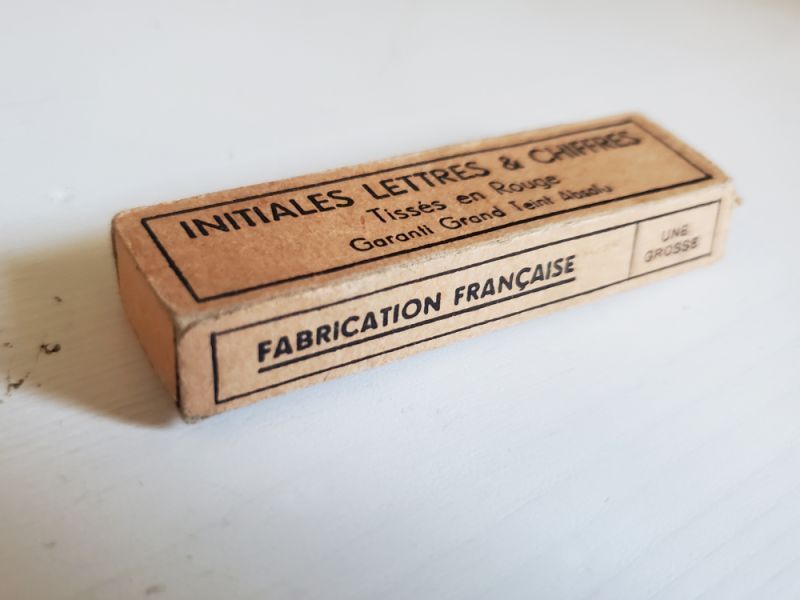 INITIALES LETTRES & CHIFFRES
Tissés en Rouge
Garanti Grand Teint Absolu
FABRICATION FRANÇAISE
UNE
GROSSE